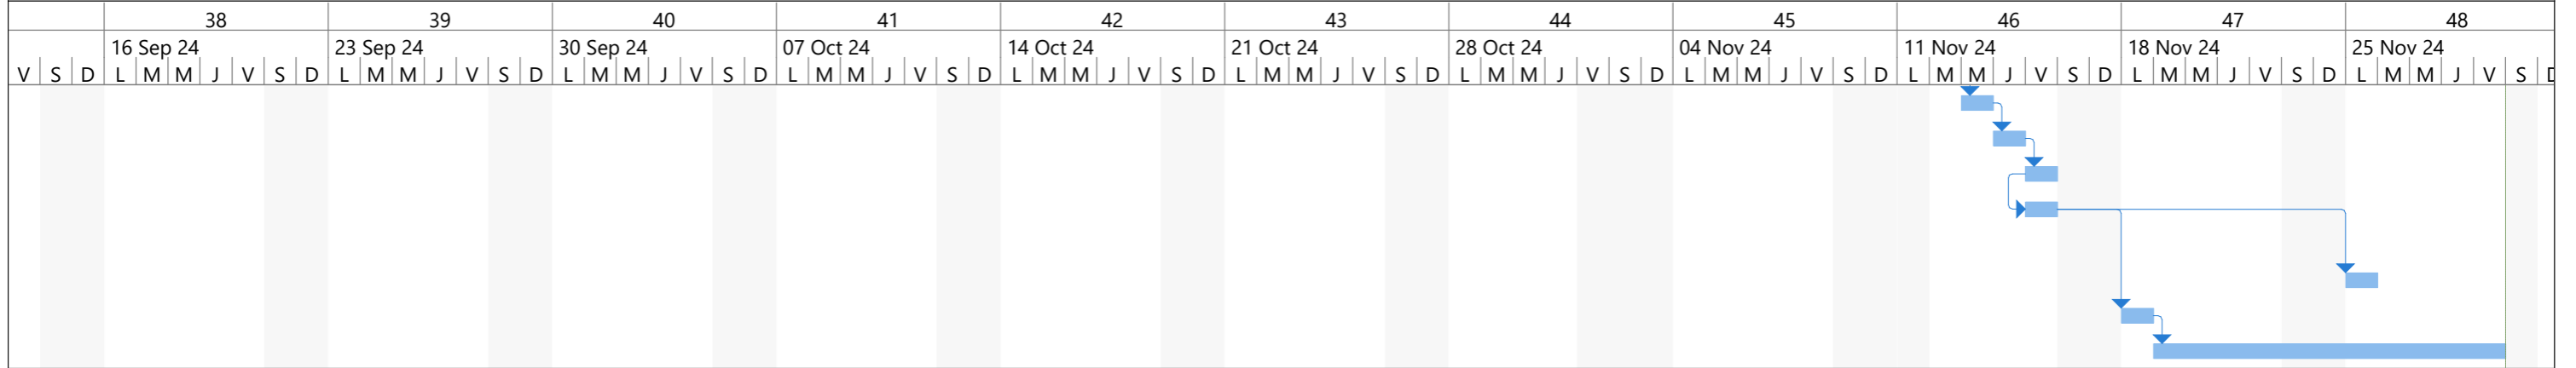 38 39 40 41 42 43 44 45 46 47 48
16 Sep 24 23 Sep 24 30 Sep 24 07 Oct 24 14 Oct 24 21 Oct 24 28 Oct 24 04 Nov 24 11 Nov 24 18 Nov 24 25 Nov 24
V S D L M M J V S D L M M J V S D L M M J V S D L M M J V S D L M M J V S D L M M J V S D L M M J V S D L M M J V S D L M M J V S D L M M J V S D L M M J V S D